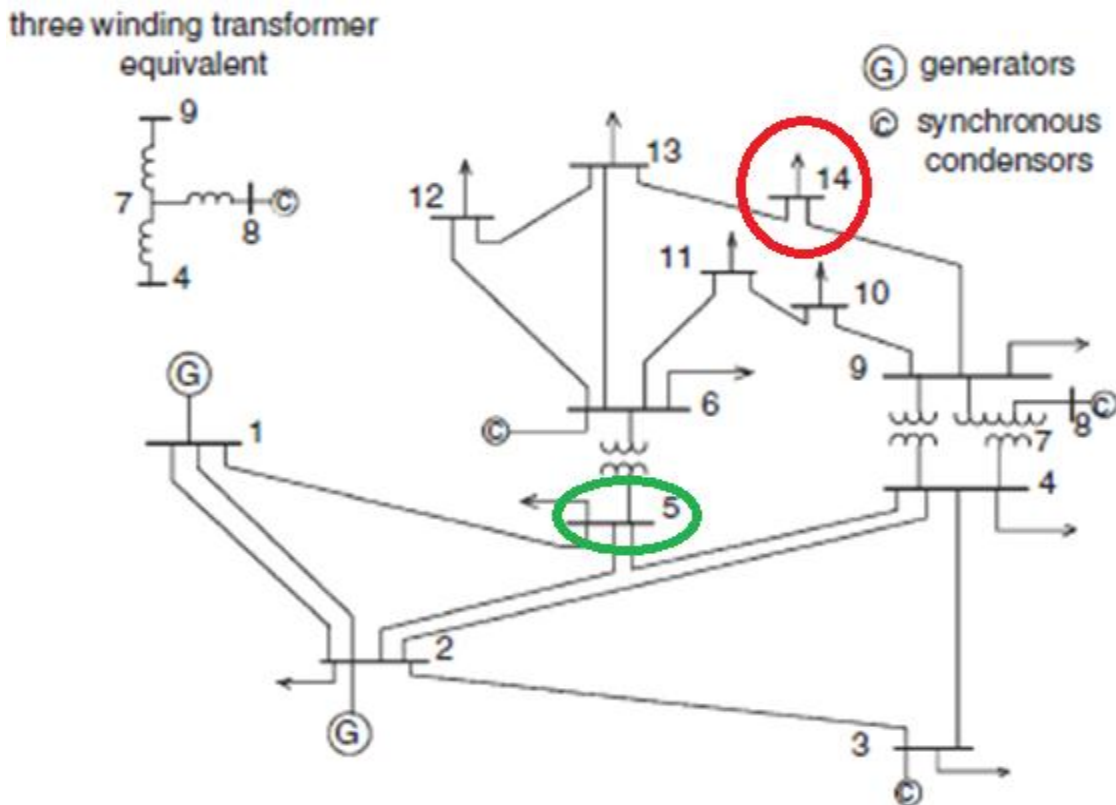 three winding transformer
equivalent
9
7
8
C
4
G generators
C synchronous
condensors
13
14
12
11
10
G
1
9
6
C
8
C
7
5
4
2
G
3
C